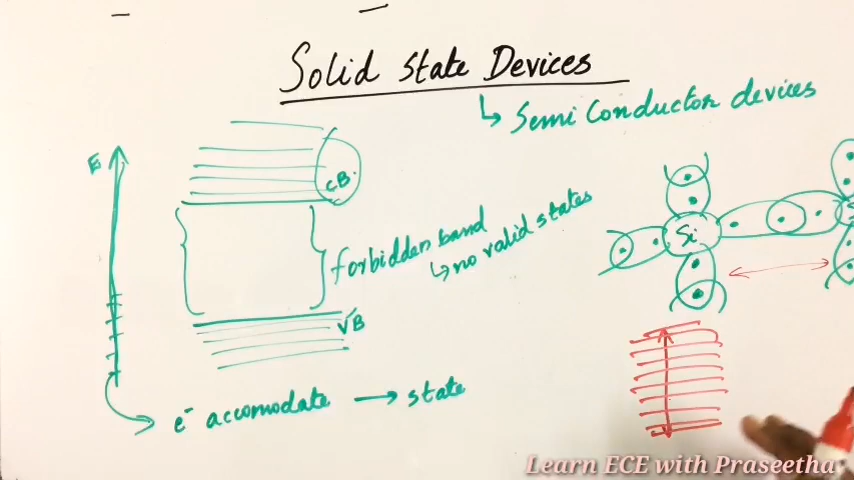 Solid State Devices
↳ Semi Conductor devices
E
CB
forbidden band
↳ no valid states
VB
Si
e⁻ accomodate → state
Learn ECE with Praseetha